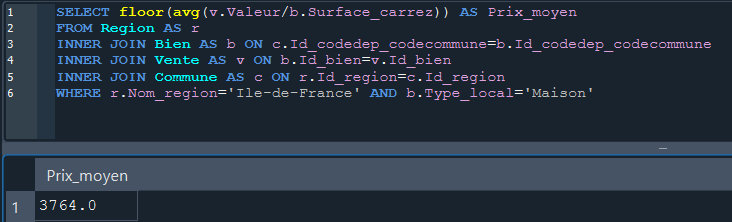 1 SELECT floor(avg(v.Valeur/b.Surface_carrez)) AS Prix_moyen
2 FROM Region AS r
3 INNER JOIN Bien AS b ON c.Id_codedep_codecommune=b.Id_codedep_codecommune
4 INNER JOIN Vente AS v ON b.Id_bien=v.Id_bien
5 INNER JOIN Commune AS c ON r.Id_region=c.Id_region
6 WHERE r.Nom_region='Ile-de-France' AND b.Type_local='Maison'
Prix_moyen
1 3764.0